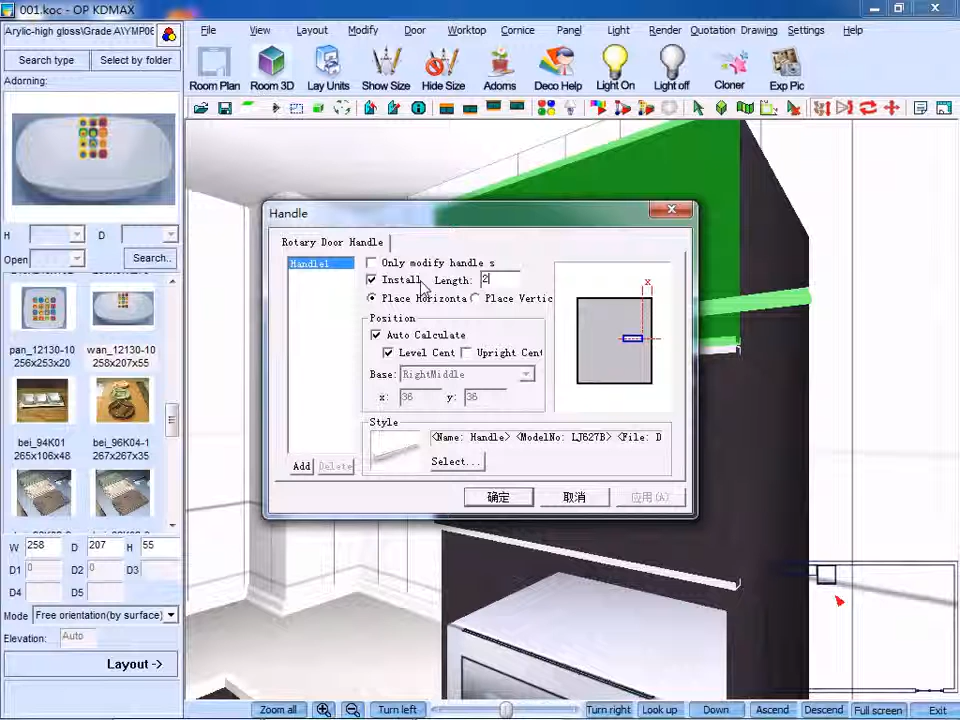 001.koc - OP KDMAX
Arylic-high gloss\Grade A\YMP06
File View Layout Modify Door Worktop Cornice Panel Light Render Quotation Drawing Settings Help
Search type Select by folder
Room Plan Room 3D Lay Units Show Size Hide Size Adorns Deco Help Light On Light off Cloner Exp Pic
Adorning:
H D
Open Search..
pan_12130-10 wan_12130-10
256x253x20 258x207x55
bei_94K01 bei_96K04-1
265x106x48 267x267x35
W 258 D 207 H 55
D1 0 D2 0 D3
D4 D5
Mode Free orientation(by surface)
Elevation: Auto
Layout ->
Handle
Rotary Door Handle
Handle1
Only modify handle s
Install Length: 2
Place Horizonta Place Vertic
Position
Auto Calculate
Level Cent Upright Cent
Base: RightMiddle
x: 36 y: 36
X
Style
<Name: Handle> <ModelNo: LJ627B> <File: D
Select...
Add Delete
确定 取消 应用(A)
Zoom all Turn left Turn right Look up Down Ascend Descend Full screen Exit